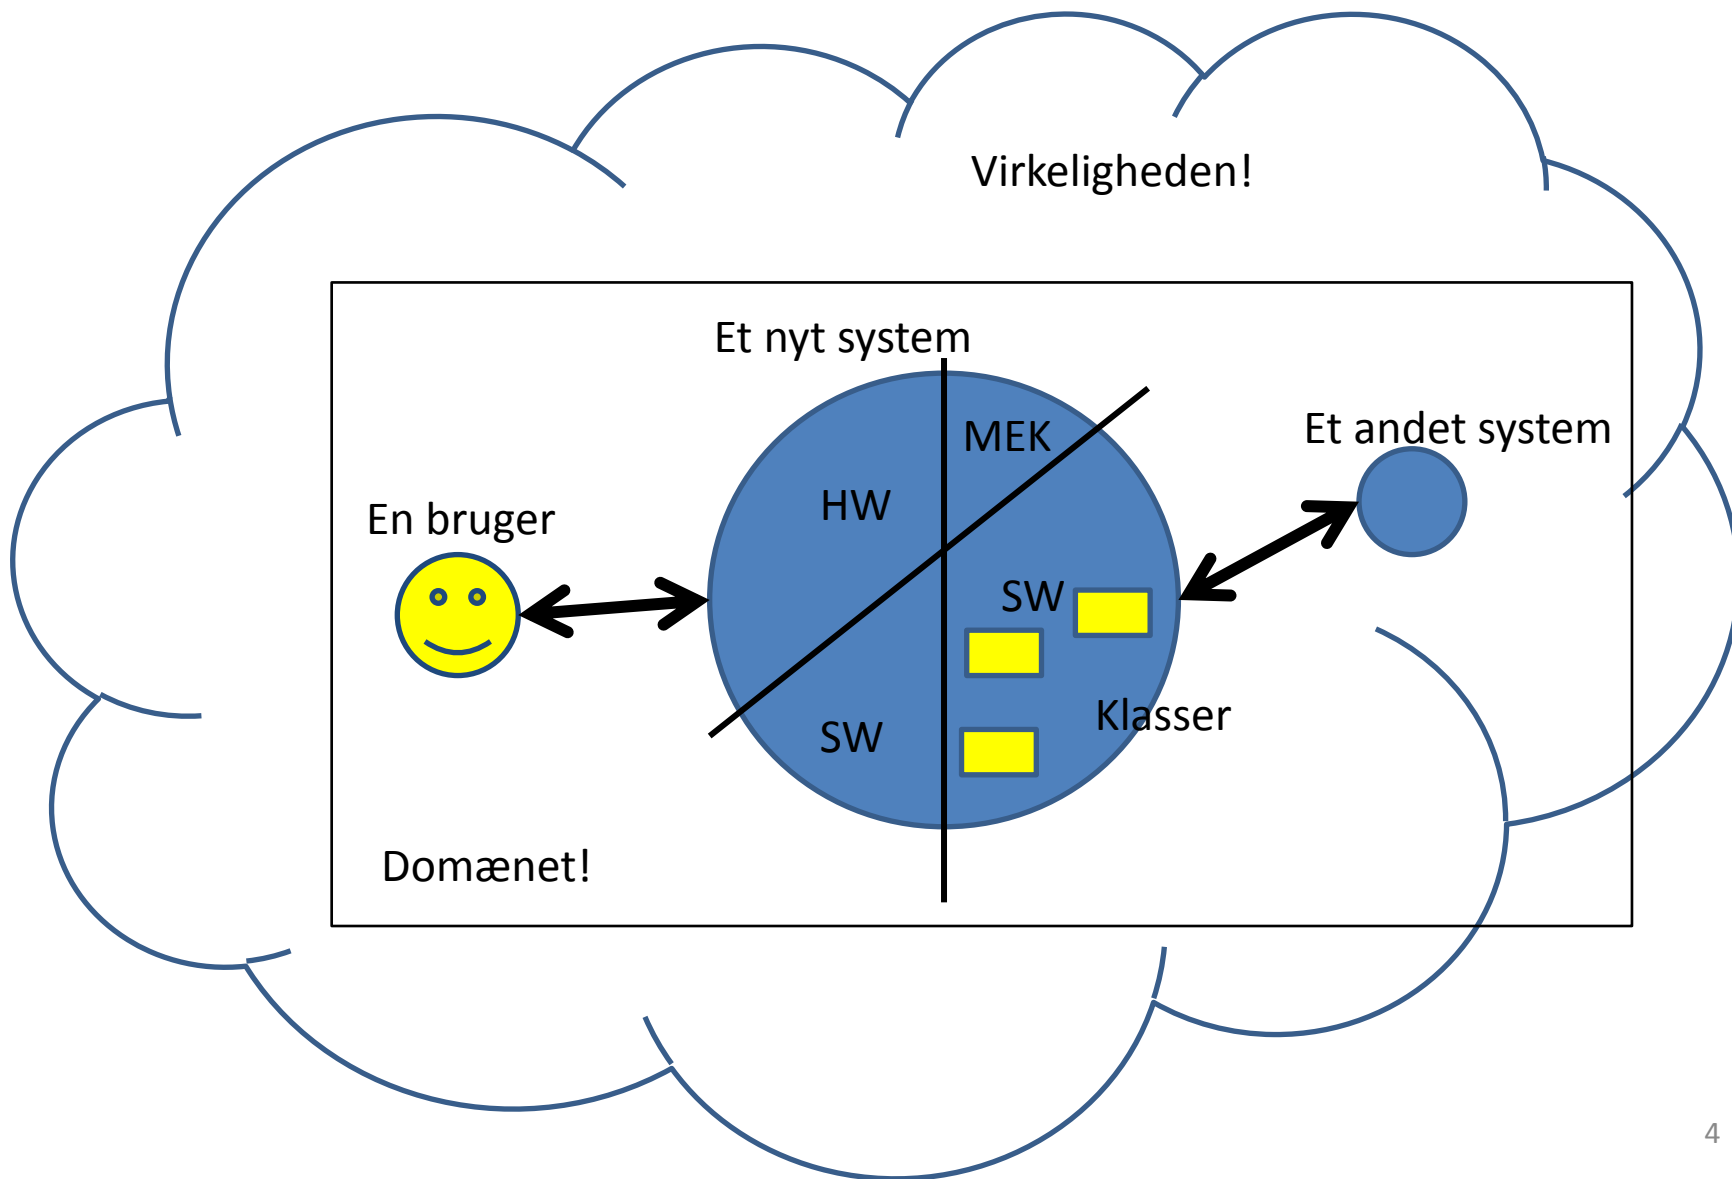 Virkeligheden!
Et nyt system
MEK
Et andet system
HW
En bruger
SW
Klasser
SW
Domænet!
4